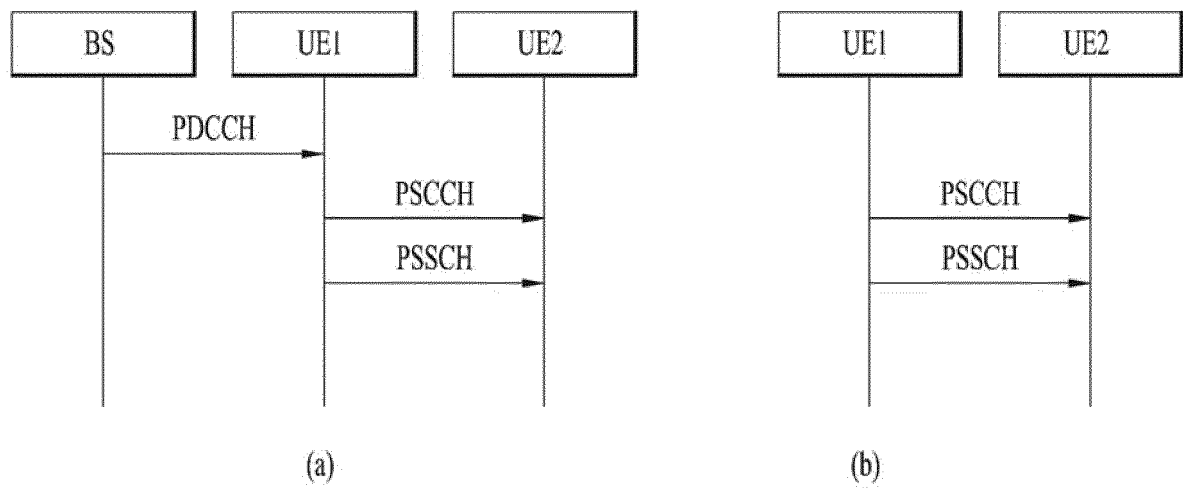 BS UE1 UE2 UE1 UE2
PDCCH
PSCCH PSCCH
PSSCH PSSCH
(a) (b)